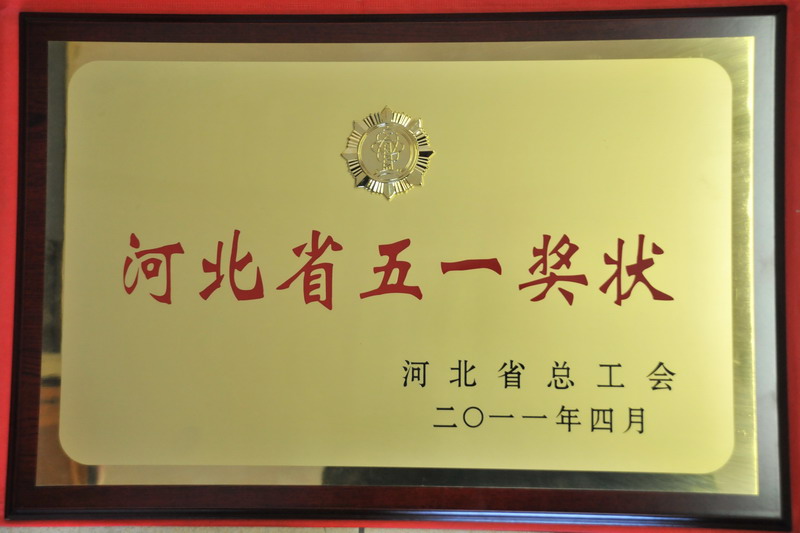 河北省五一奖状
河北省总工会
二〇一一年四月